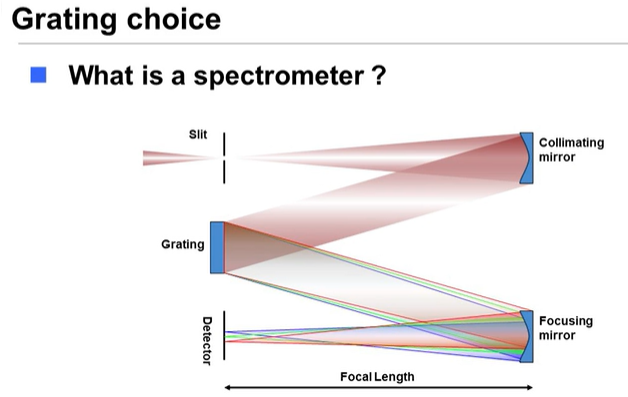 Grating choice
What is a spectrometer ?
Slit
Collimating
mirror
Grating
Detector
Focusing
mirror
Focal Length